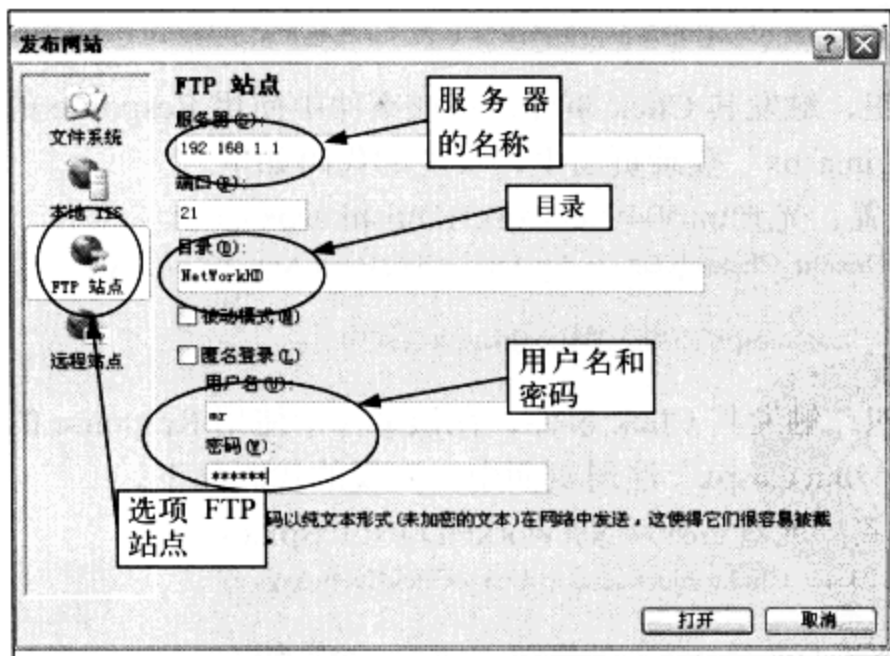 发布网站
文件系统
本地 IIS
FTP 站点
远程站点
FTP 站点
服务器(S):
192.168.1.1
端口(P):
21
目录(D):
NetWorkHD
被动模式(M)
匿名登录(L)
用户名(U):
mr
密码(W):
******
码以纯文本形式(未加密的文本)在网络中发送，这使得它们很容易被截
打开
取消
服务器
的名称
目录
用户名和
密码
选项 FTP
站点